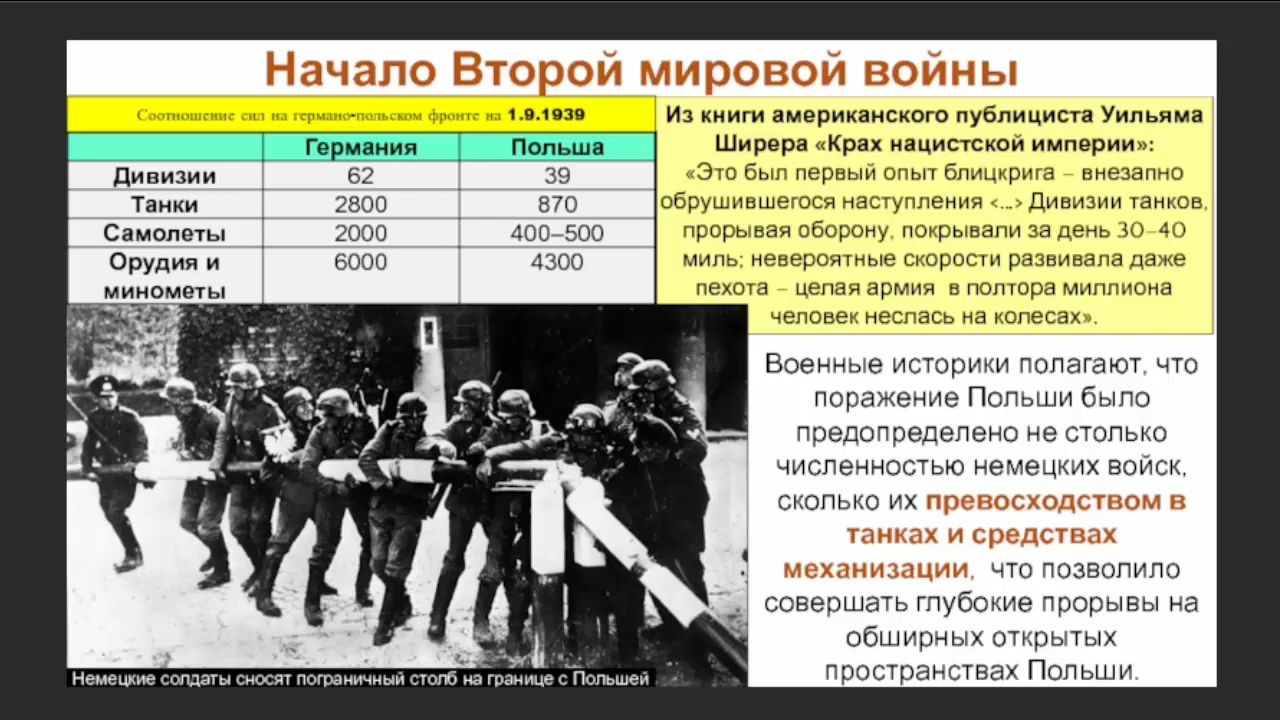 Начало Второй мировой войны
Соотношение сил на германо-польском фронте на 1.9.1939
Германия Польша
Дивизии 62 39
Танки 2800 870
Самолеты 2000 400–500
Орудия и 6000 4300
минометы
Из книги американского публициста Уильяма
Ширера «Крах нацистской империи»:
«Это был первый опыт блицкрига – внезапно
обрушившегося наступления <...> Дивизии танков,
прорывая оборону, покрывали за день 30–40
миль; невероятные скорости развивала даже
пехота – целая армия в полтора миллиона
человек неслась на колесах».
Военные историки полагают, что
поражение Польши было
предопределено не столько
численностью немецких войск,
сколько их превосходством в
танках и средствах
механизации, что позволило
совершать глубокие прорывы на
обширных открытых
пространствах Польши.
Немецкие солдаты сносят пограничный столб на границе с Польшей